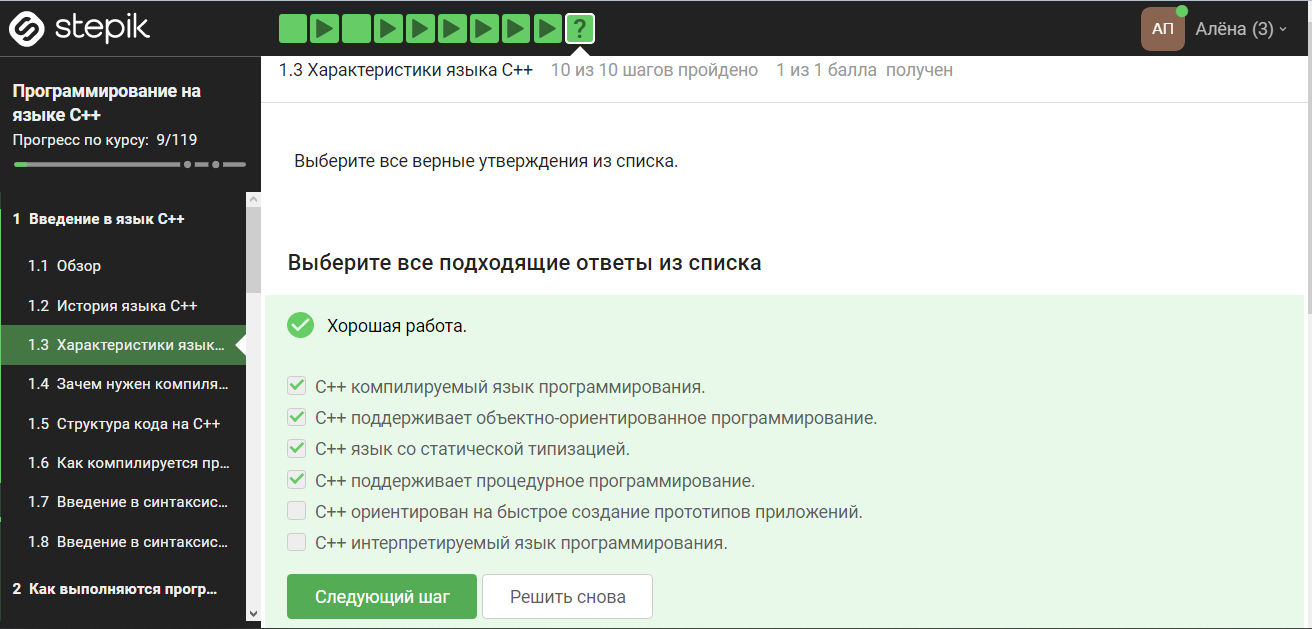 stepik
?
АП
Алёна (3)
Программирование на
языке C++
Прогресс по курсу: 9/119
1 Введение в язык C++
1.1 Обзор
1.2 История языка C++
1.3 Характеристики язык...
1.4 Зачем нужен компиля...
1.5 Структура кода на C++
1.6 Как компилируется пр...
1.7 Введение в синтаксис...
1.8 Введение в синтаксис...
2 Как выполняются прогр...
1.3 Характеристики языка C++ 10 из 10 шагов пройдено 1 из 1 балла получен
Выберите все верные утверждения из списка.
Выберите все подходящие ответы из списка
Хорошая работа.
C++ компилируемый язык программирования.
C++ поддерживает объектно-ориентированное программирование.
C++ язык со статической типизацией.
C++ поддерживает процедурное программирование.
C++ ориентирован на быстрое создание прототипов приложений.
C++ интерпретируемый язык программирования.
Следующий шаг Решить снова